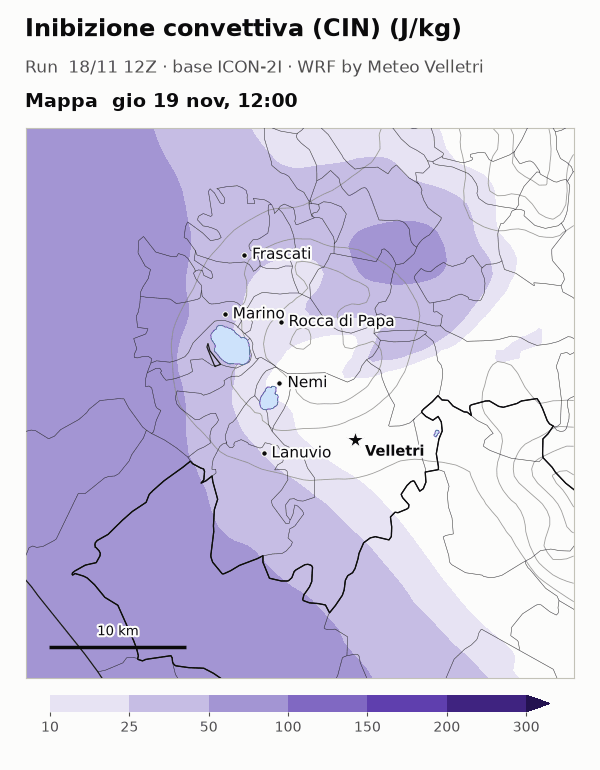 Inibizione convettiva (CIN) (J/kg)
Run  18/11 12Z · base ICON-2I · WRF by Meteo Velletri
Mappa  gio 19 nov, 12:00
Frascati
Marino
Rocca di Papa
Nemi
Velletri
Lanuvio
10 km
10 25 50 100 150 200 300